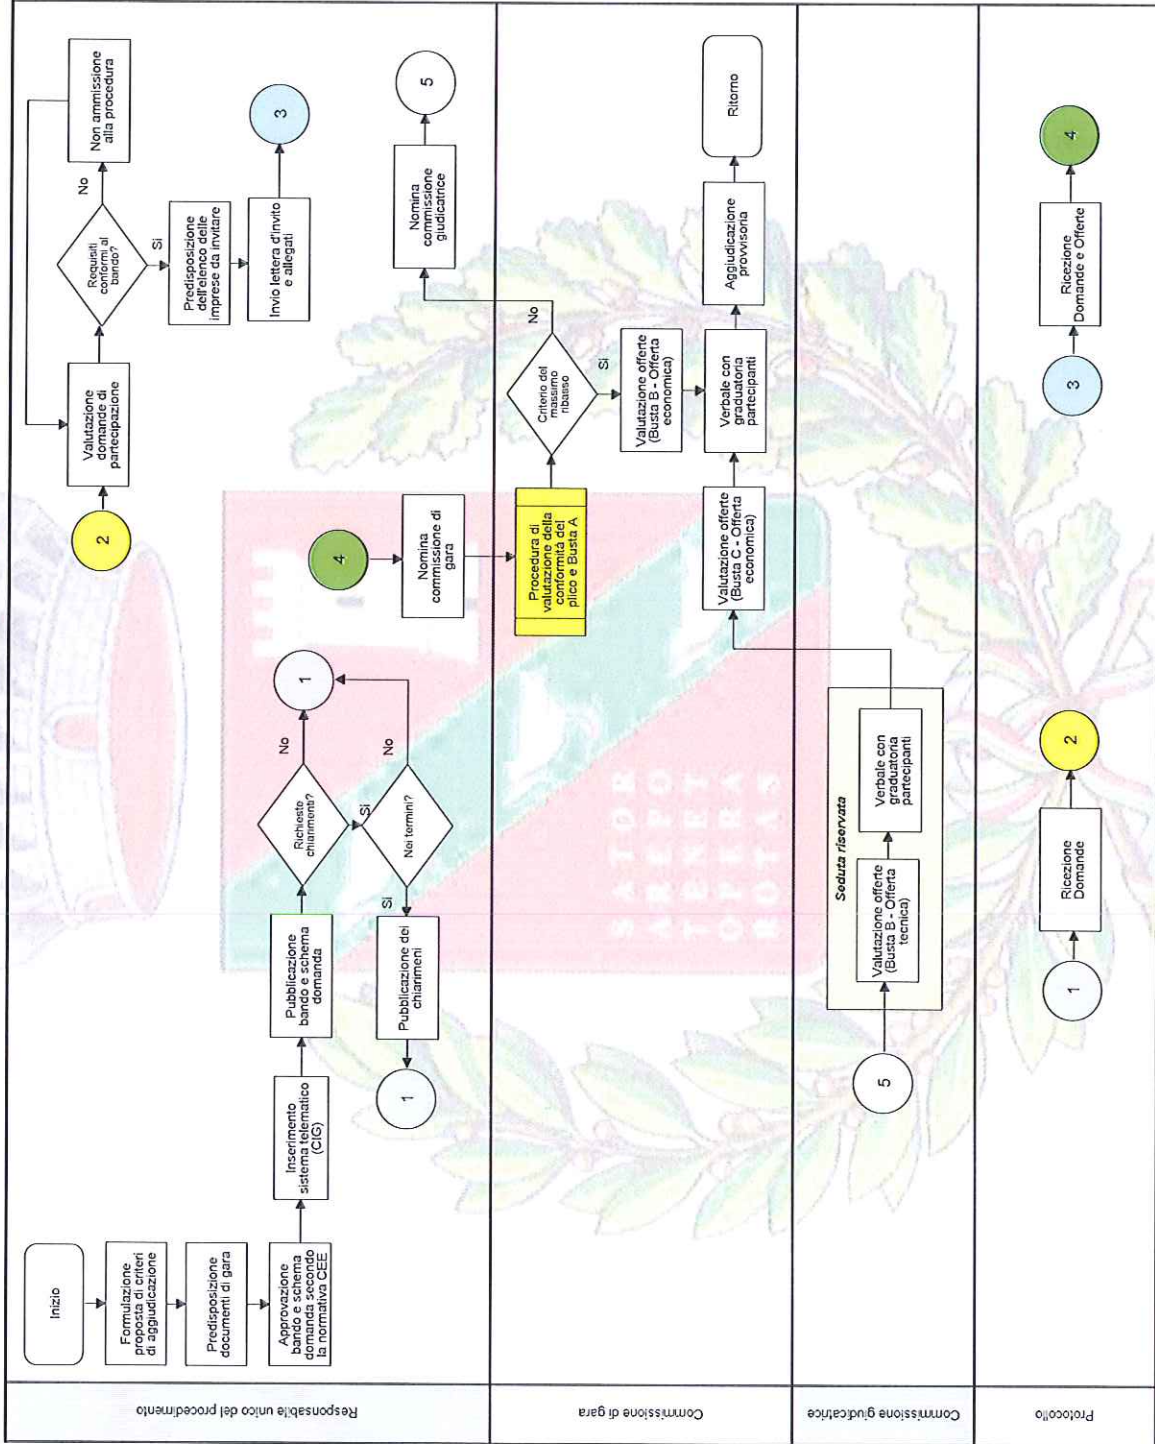 Responsabile unico del procedimento
Inizio
Formulazione
proposta di criteri
di aggiudicazione
Predisposizione
documenti di gara
Approvazione
bando e schema
domanda secondo
la normativa CEE
Inserimento
sistema telematico
(CIG)
Pubblicazione
bando e schema
domanda
Richieste
chiarimenti?
No
1
Si
Nei termini?
No
Si
Pubblicazione dei
chiarimeni
1
2
Valutazione
domande di
partecipazione
Requisiti
conformi al
bando?
No
Non ammissione
alla procedura
Si
Predisposizione
dell'elenco delle
imprese da invitare
Invio lettera d'invito
e allegati
3
4
Nomina
commissione di
gara
Nomina
commissione
giudicatrice
5
Commissione di gara
Procedura di
valutazione della
conformità del
plico e Busta A
Criterio del
massimo
ribasso
No
Si
Valutazione offerte
(Busta B - Offerta
economica)
Valutazione offerte
(Busta C - Offerta
economica)
Verbale con
graduatoria
partecipanti
Aggiudicazione
provvisoria
Ritorno
Commissione giudicatrice
5
Seduta riservata
Valutazione offerte
(Busta B - Offerta
tecnica)
Verbale con
graduatoria
partecipanti
Protocollo
1
Ricezione
Domande
2
3
Ricezione
Domande e Offerte
4
SATOR
AREPO
TENET
OPERA
ROTAS